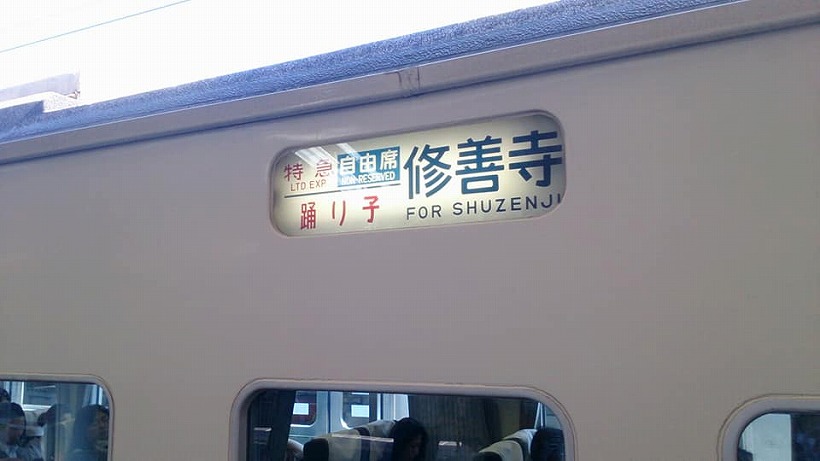 特急 自由席 修善寺
LTD.EXP NON-RESERVED
踊り子 FOR SHUZENJI